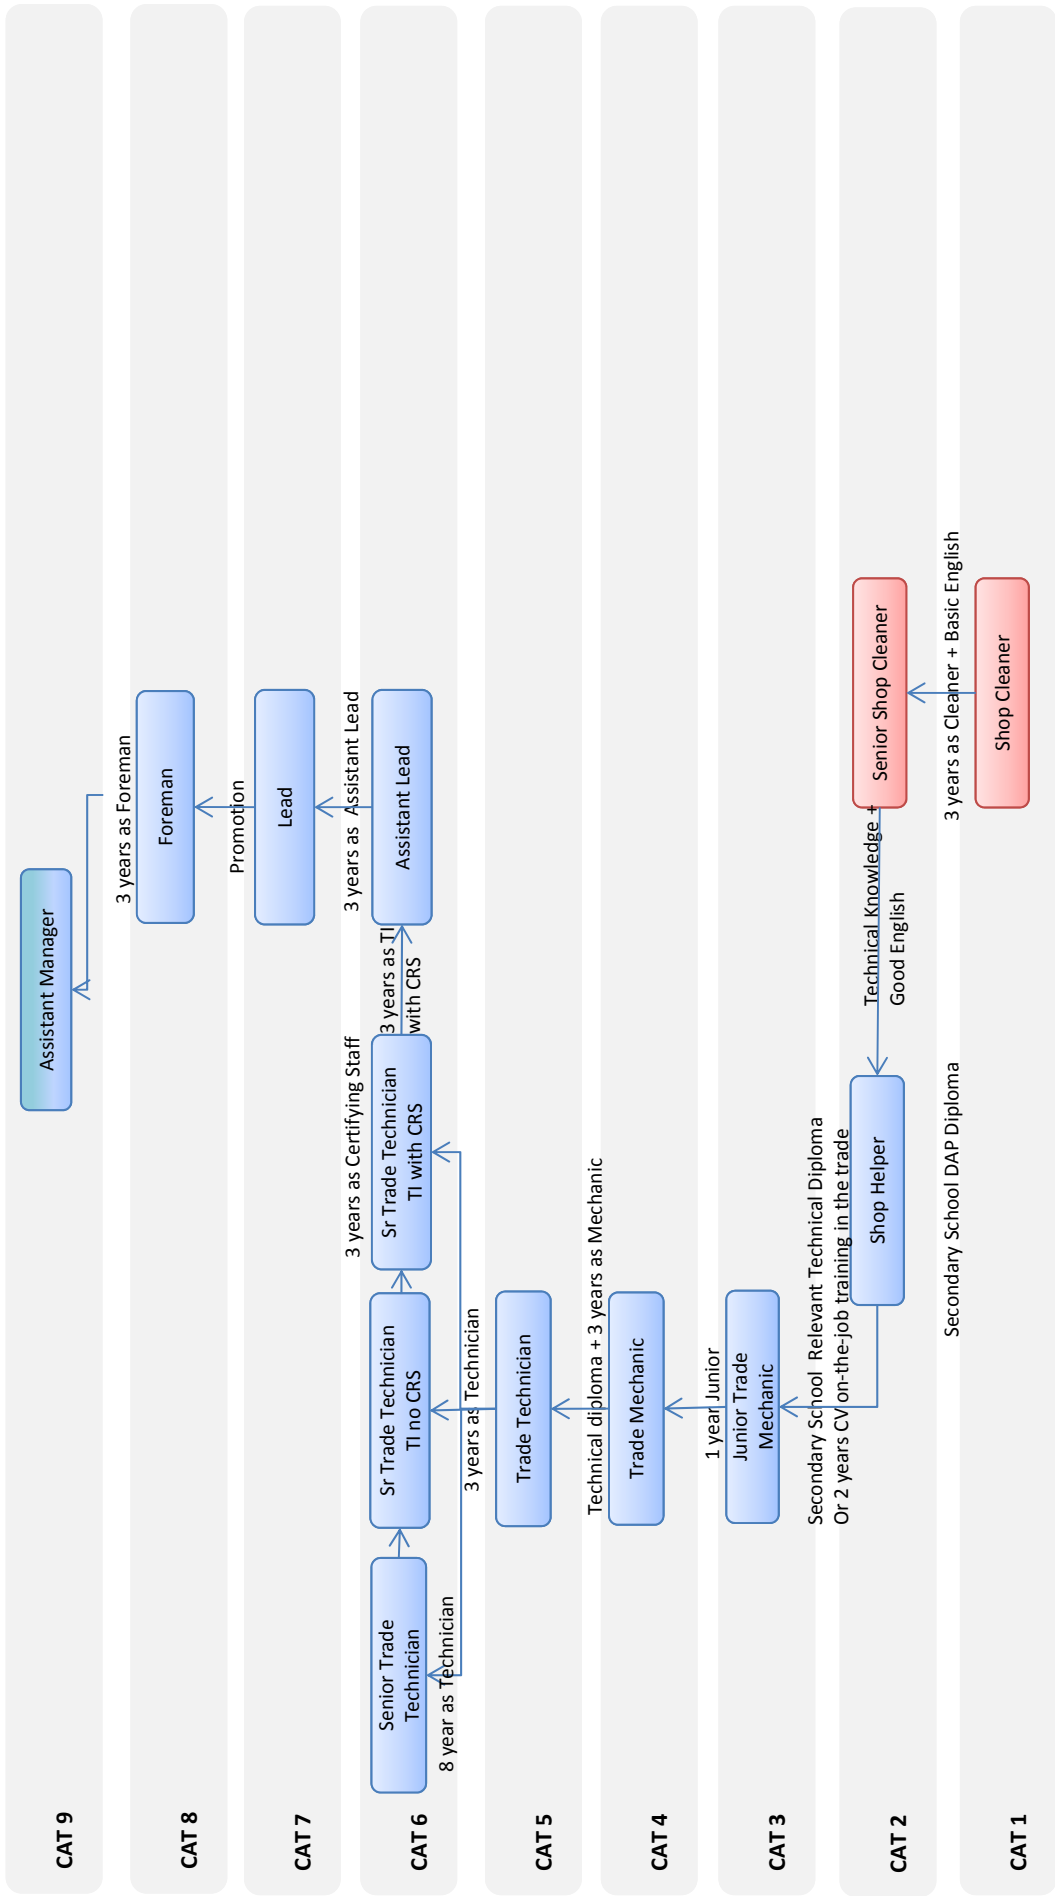 CAT 9
Assistant Manager
3 years as Foreman
CAT 8
Foreman
Promotion
CAT 7
Lead
3 years as Certifying Staff
3 years as  Assistant Lead
CAT 6
Senior Trade
Technician
Sr Trade Technician
TI no CRS
Sr Trade Technician
TI with CRS
3 years as TI
with CRS
Assistant Lead
8 year as Technician
3 years as Technician
CAT 5
Trade Technician
Technical diploma + 3 years as Mechanic
CAT 4
Trade Mechanic
1 year Junior
CAT 3
Junior Trade
Mechanic
Secondary School  Relevant Technical Diploma
Or 2 years CV on-the-job training in the trade
CAT 2
Shop Helper
Technical Knowledge +
Good English
Senior Shop Cleaner
Secondary School DAP Diploma
3 years as Cleaner + Basic English
CAT 1
Shop Cleaner